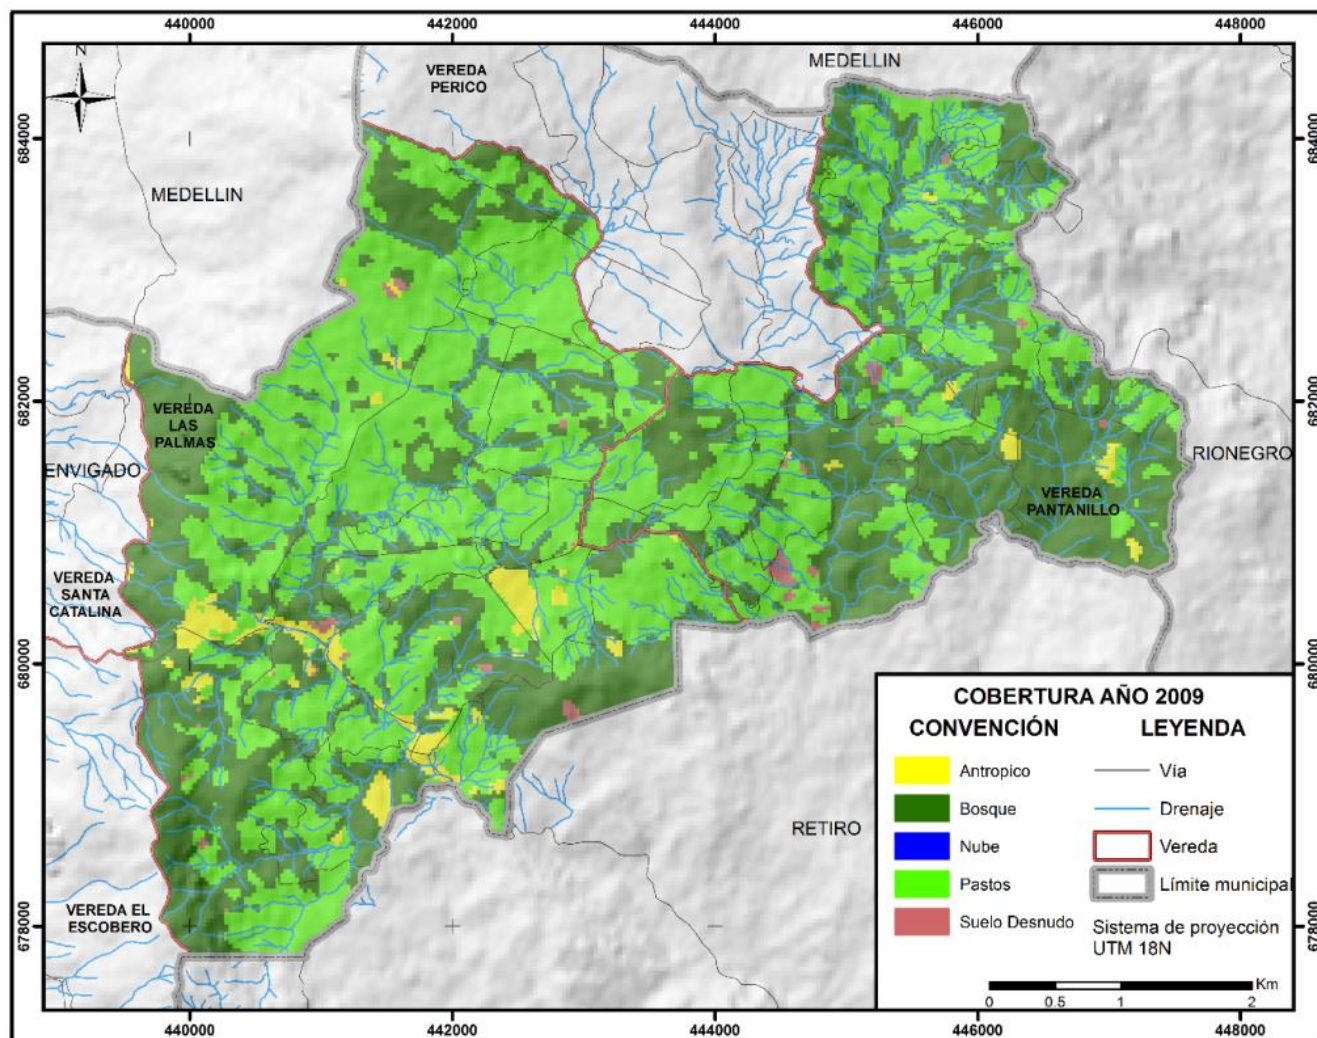 440000 442000 444000 446000 448000
N
MEDELLIN
VEREDA
PERICO
684000
684000
MEDELLIN
682000
682000
VEREDA
LAS
PALMAS
ENVIGADO
RIONEGRO
VEREDA
PANTANILLO
VEREDA
SANTA
CATALINA
680000
680000
RETIRO
VEREDA EL
ESCOBERO
678000
678000
COBERTURA AÑO 2009
CONVENCIÓN
Antropico
Bosque
Nube
Pastos
Suelo Desnudo
LEYENDA
Vía
Drenaje
Vereda
Límite municipal
Sistema de proyección
UTM 18N
0 0.5 1 2 Km
440000 442000 444000 446000 448000